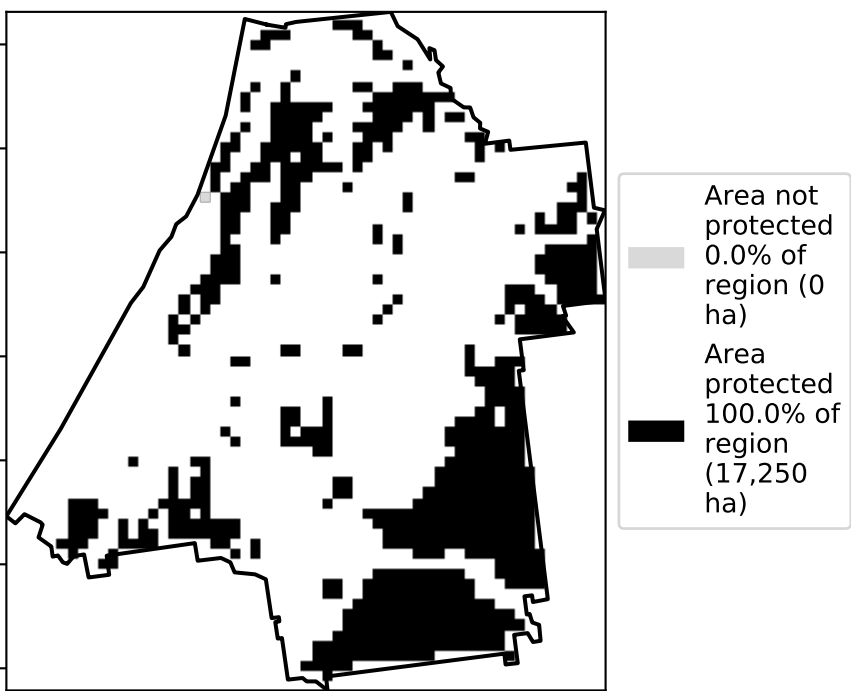 Area not
protected
0.0% of
region (0
ha)
Area
protected
100.0% of
region
(17,250
ha)